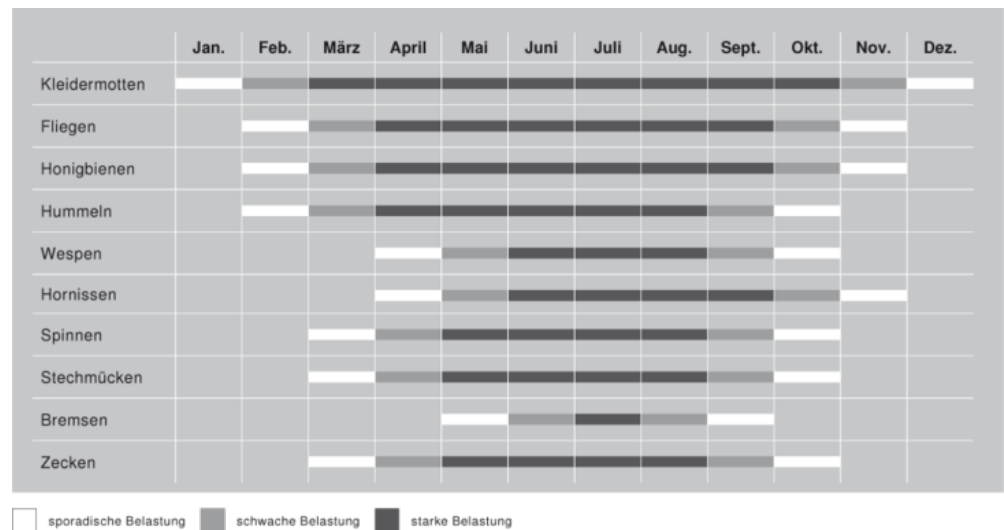 Jan. Feb. März April Mai Juni Juli Aug. Sept. Okt. Nov. Dez.
Kleidermotten
Fliegen
Honigbienen
Hummeln
Wespen
Hornissen
Spinnen
Stechmücken
Bremsen
Zecken
sporadische Belastung schwache Belastung starke Belastung